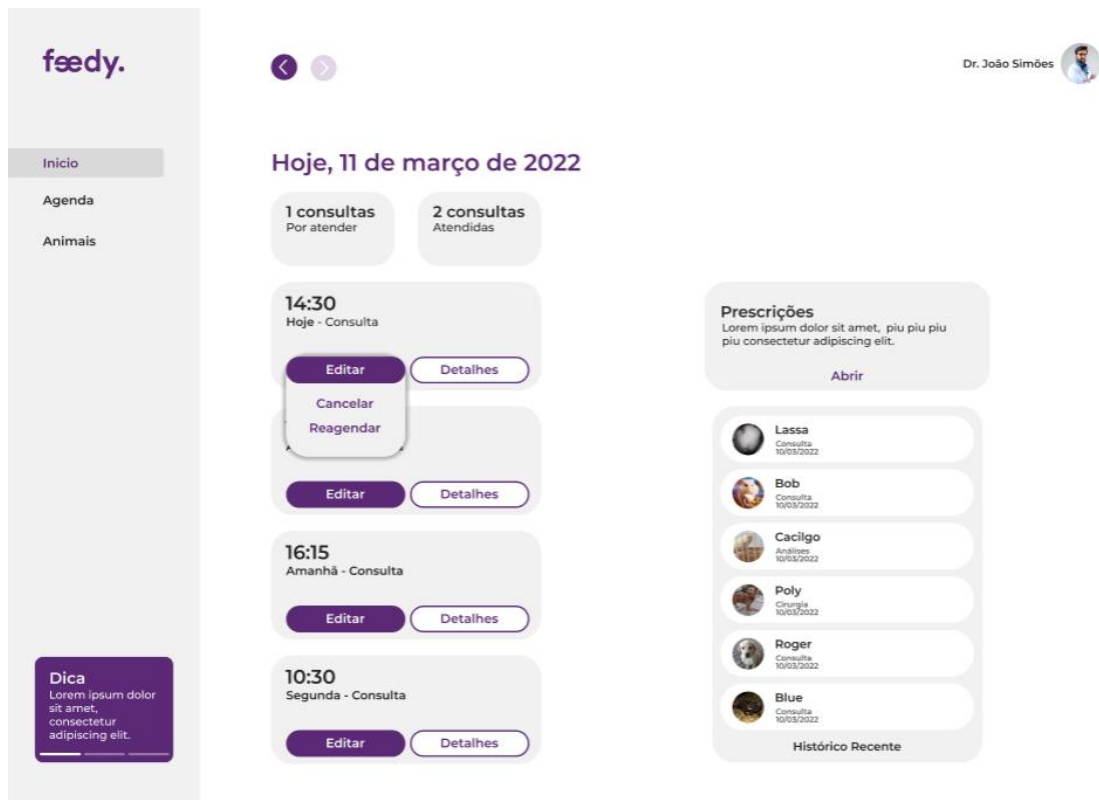 feedy.
Dr. João Simões
Inicio
Agenda
Animais
Hoje, 11 de março de 2022
1 consultas
Por atender
2 consultas
Atendidas
14:30
Hoje - Consulta
Editar
Detalhes
Cancelar
Reagendar
Editar
Detalhes
16:15
Amanhã - Consulta
Editar
Detalhes
10:30
Segunda - Consulta
Editar
Detalhes
Prescrições
Lorem ipsum dolor sit amet, piu piu piu
piu consectetur adipiscing elit.
Abrir
Lassa
Consulta
10/03/2022
Bob
Consulta
10/03/2022
Cacilgo
Análises
10/03/2022
Poly
Cirurgia
10/03/2022
Roger
Consulta
10/03/2022
Blue
Consulta
10/03/2022
Histórico Recente
Dica
Lorem ipsum dolor
sit amet,
consectetur
adipiscing elit.